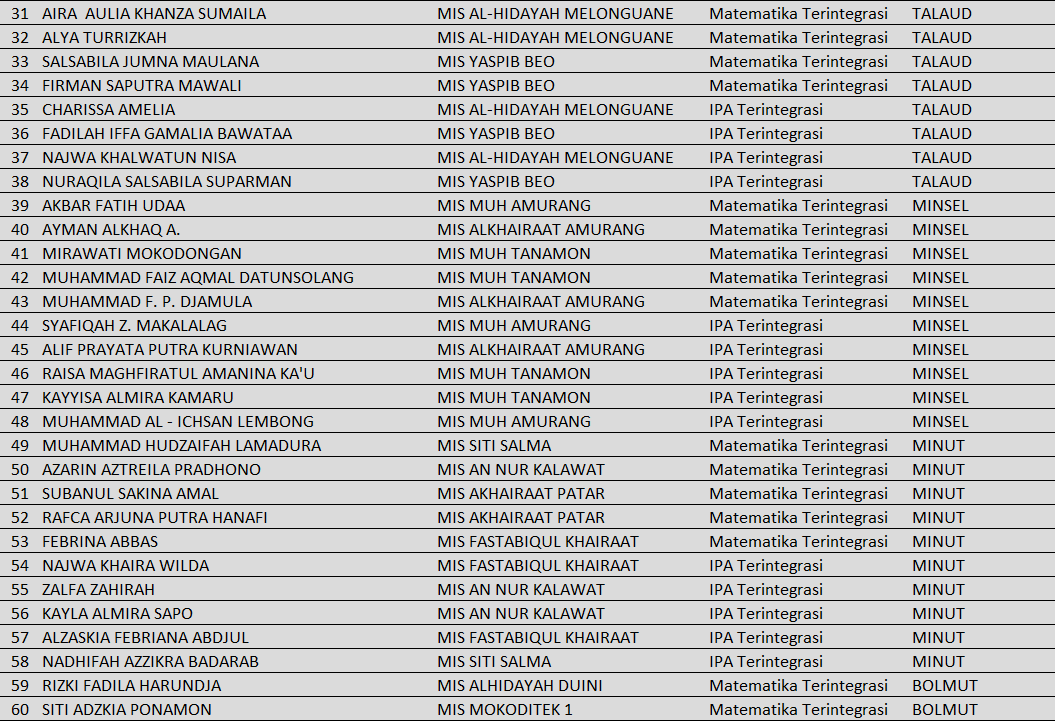 31 AIRA  AULIA KHANZA SUMAILA MIS AL-HIDAYAH MELONGUANE Matematika Terintegrasi TALAUD
32 ALYA TURRIZKAH MIS AL-HIDAYAH MELONGUANE Matematika Terintegrasi TALAUD
33 SALSABILA JUMNA MAULANA MIS YASPIB BEO Matematika Terintegrasi TALAUD
34 FIRMAN SAPUTRA MAWALI MIS YASPIB BEO Matematika Terintegrasi TALAUD
35 CHARISSA AMELIA MIS AL-HIDAYAH MELONGUANE IPA Terintegrasi TALAUD
36 FADILAH IFFA GAMALIA BAWATAA MIS YASPIB BEO IPA Terintegrasi TALAUD
37 NAJWA KHALWATUN NISA MIS AL-HIDAYAH MELONGUANE IPA Terintegrasi TALAUD
38 NURAQILA SALSABILA SUPARMAN MIS YASPIB BEO IPA Terintegrasi TALAUD
39 AKBAR FATIH UDAA MIS MUH AMURANG Matematika Terintegrasi MINSEL
40 AYMAN ALKHAQ A. MIS ALKHAIRAAT AMURANG Matematika Terintegrasi MINSEL
41 MIRAWATI MOKODONGAN MIS MUH TANAMON Matematika Terintegrasi MINSEL
42 MUHAMMAD FAIZ AQMAL DATUNSOLANG MIS MUH TANAMON Matematika Terintegrasi MINSEL
43 MUHAMMAD F. P. DJAMULA MIS ALKHAIRAAT AMURANG Matematika Terintegrasi MINSEL
44 SYAFIQAH Z. MAKALALAG MIS MUH AMURANG IPA Terintegrasi MINSEL
45 ALIF PRAYATA PUTRA KURNIAWAN MIS ALKHAIRAAT AMURANG IPA Terintegrasi MINSEL
46 RAISA MAGHFIRATUL AMANINA KA'U MIS MUH TANAMON IPA Terintegrasi MINSEL
47 KAYYISA ALMIRA KAMARU MIS MUH TANAMON IPA Terintegrasi MINSEL
48 MUHAMMAD AL - ICHSAN LEMBONG MIS MUH AMURANG IPA Terintegrasi MINSEL
49 MUHAMMAD HUDZAIFAH LAMADURA MIS SITI SALMA Matematika Terintegrasi MINUT
50 AZARIN AZTREILA PRADHONO MIS AN NUR KALAWAT Matematika Terintegrasi MINUT
51 SUBANUL SAKINA AMAL MIS AKHAIRAAT PATAR Matematika Terintegrasi MINUT
52 RAFCA ARJUNA PUTRA HANAFI MIS AKHAIRAAT PATAR Matematika Terintegrasi MINUT
53 FEBRINA ABBAS MIS FASTABIQUL KHAIRAAT Matematika Terintegrasi MINUT
54 NAJWA KHAIRA WILDA MIS FASTABIQUL KHAIRAAT IPA Terintegrasi MINUT
55 ZALFA ZAHIRAH MIS AN NUR KALAWAT IPA Terintegrasi MINUT
56 KAYLA ALMIRA SAPO MIS AN NUR KALAWAT IPA Terintegrasi MINUT
57 ALZASKIA FEBRIANA ABDJUL MIS FASTABIQUL KHAIRAAT IPA Terintegrasi MINUT
58 NADHIFAH AZZIKRA BADARAB MIS SITI SALMA IPA Terintegrasi MINUT
59 RIZKI FADILA HARUNDJA MIS ALHIDAYAH DUINI Matematika Terintegrasi BOLMUT
60 SITI ADZKIA PONAMON MIS MOKODITEK 1 Matematika Terintegrasi BOLMUT